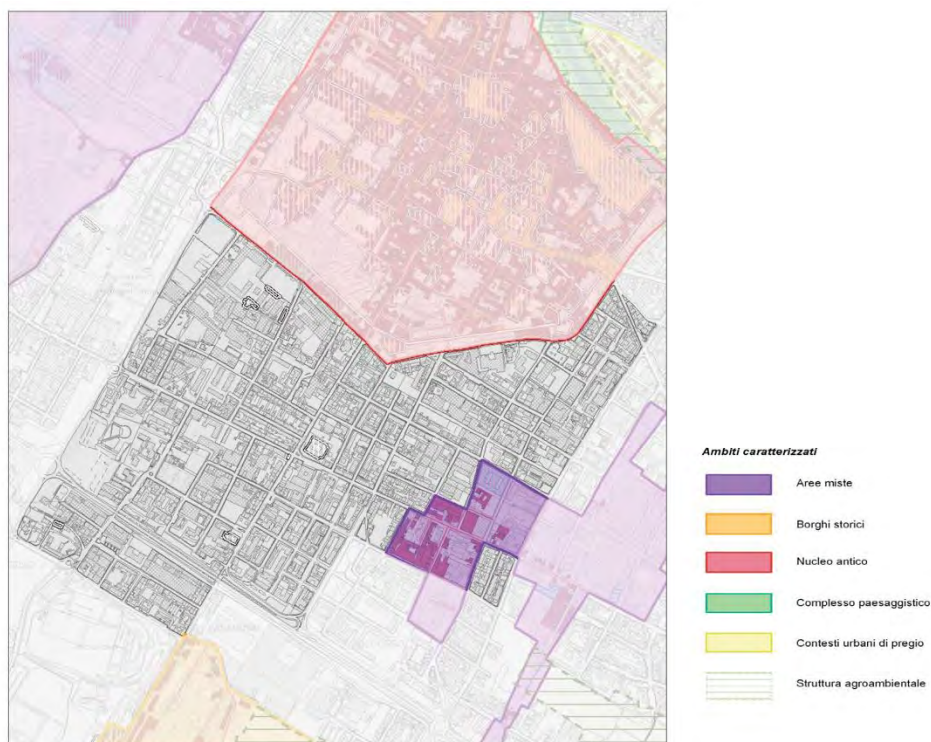 Ambiti caratterizzati
Aree miste
Borghi storici
Nucleo antico
Complesso paesaggistico
Contesti urbani di pregio
Struttura agroambientale